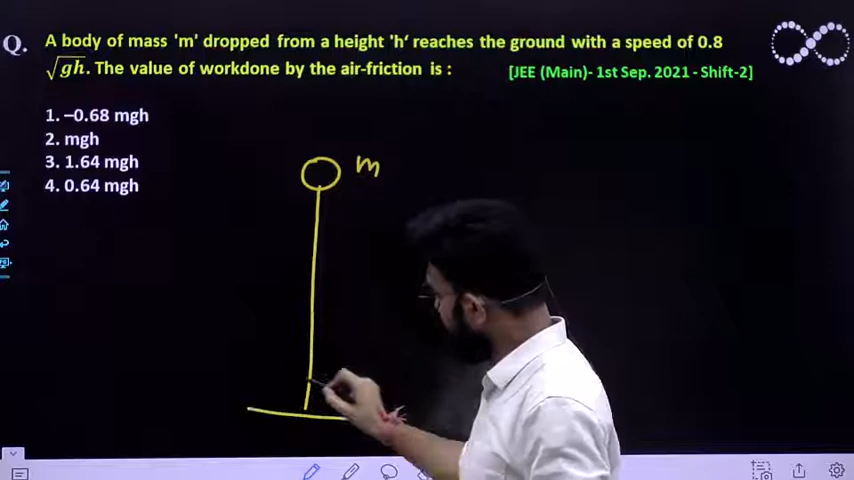 Q. A body of mass 'm' dropped from a height 'h' reaches the ground with a speed of 0.8
√gh. The value of workdone by the air-friction is :
[JEE (Main)- 1st Sep. 2021 - Shift-2]
1. –0.68 mgh
2. mgh
3. 1.64 mgh
4. 0.64 mgh
m